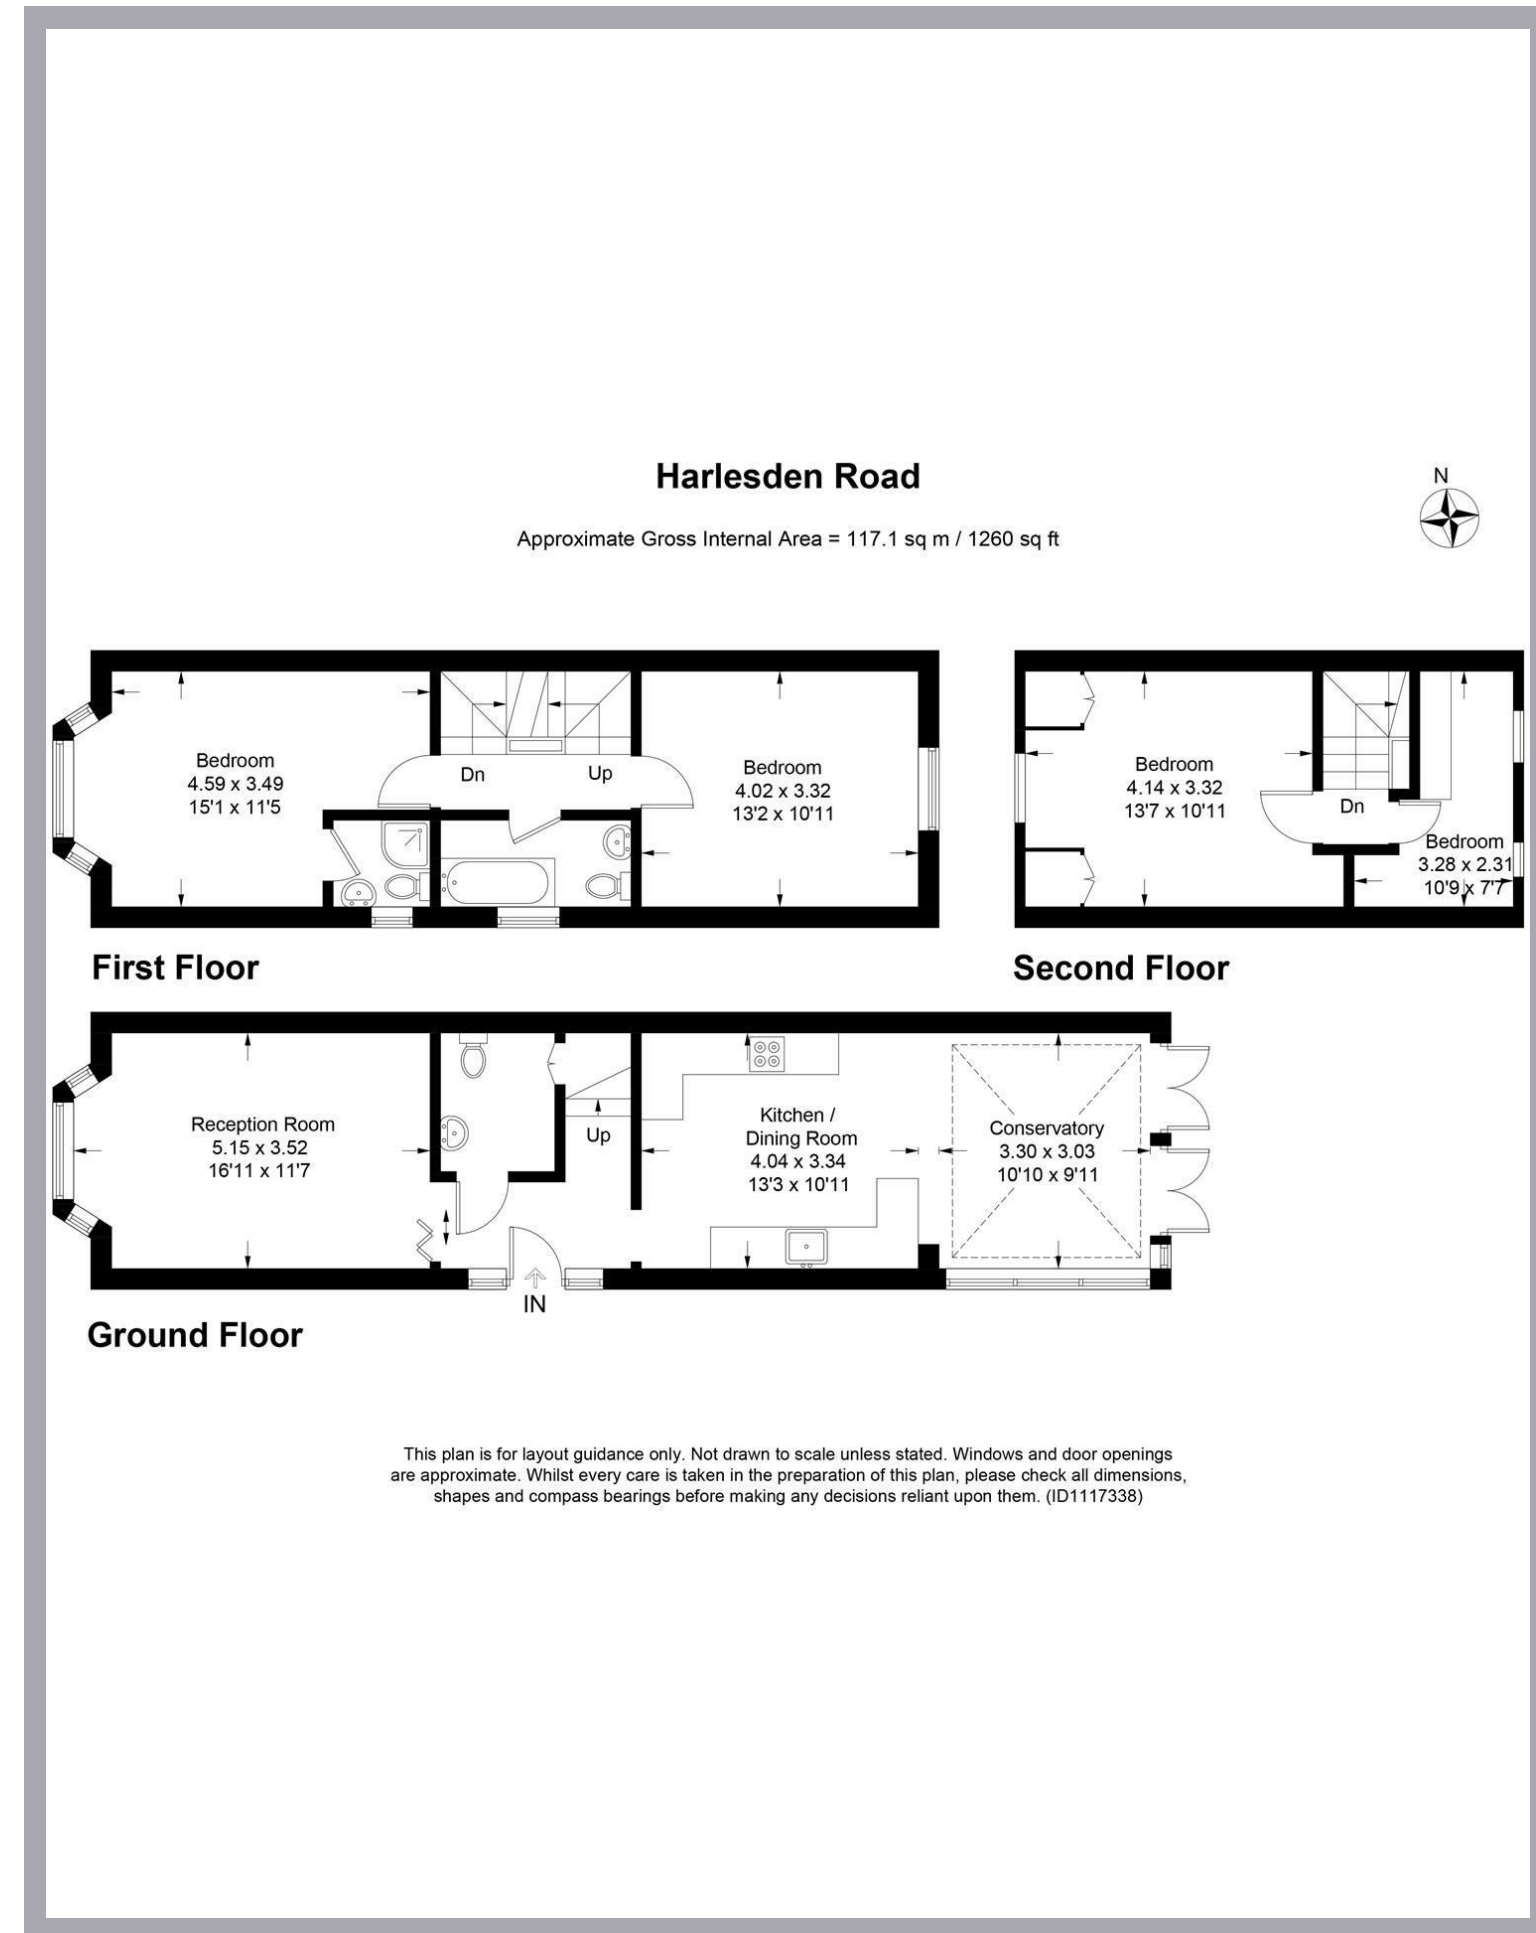 Harlesden Road
N
Approximate Gross Internal Area = 117.1 sq m / 1260 sq ft
Bedroom
4.59 x 3.49
15'1 x 11'5
Dn
Up
Bedroom
4.02 x 3.32
13'2 x 10'11
First Floor
Bedroom
4.14 x 3.32
13'7 x 10'11
Dn
Bedroom
3.28 x 2.31
10'9 x 7'7
Second Floor
Reception Room
5.15 x 3.52
16'11 x 11'7
Up
IN
Kitchen /
Dining Room
4.04 x 3.34
13'3 x 10'11
Conservatory
3.30 x 3.03
10'10 x 9'11
Ground Floor
This plan is for layout guidance only. Not drawn to scale unless stated. Windows and door openings
are approximate. Whilst every care is taken in the preparation of this plan, please check all dimensions,
shapes and compass bearings before making any decisions reliant upon them. (ID1117338)